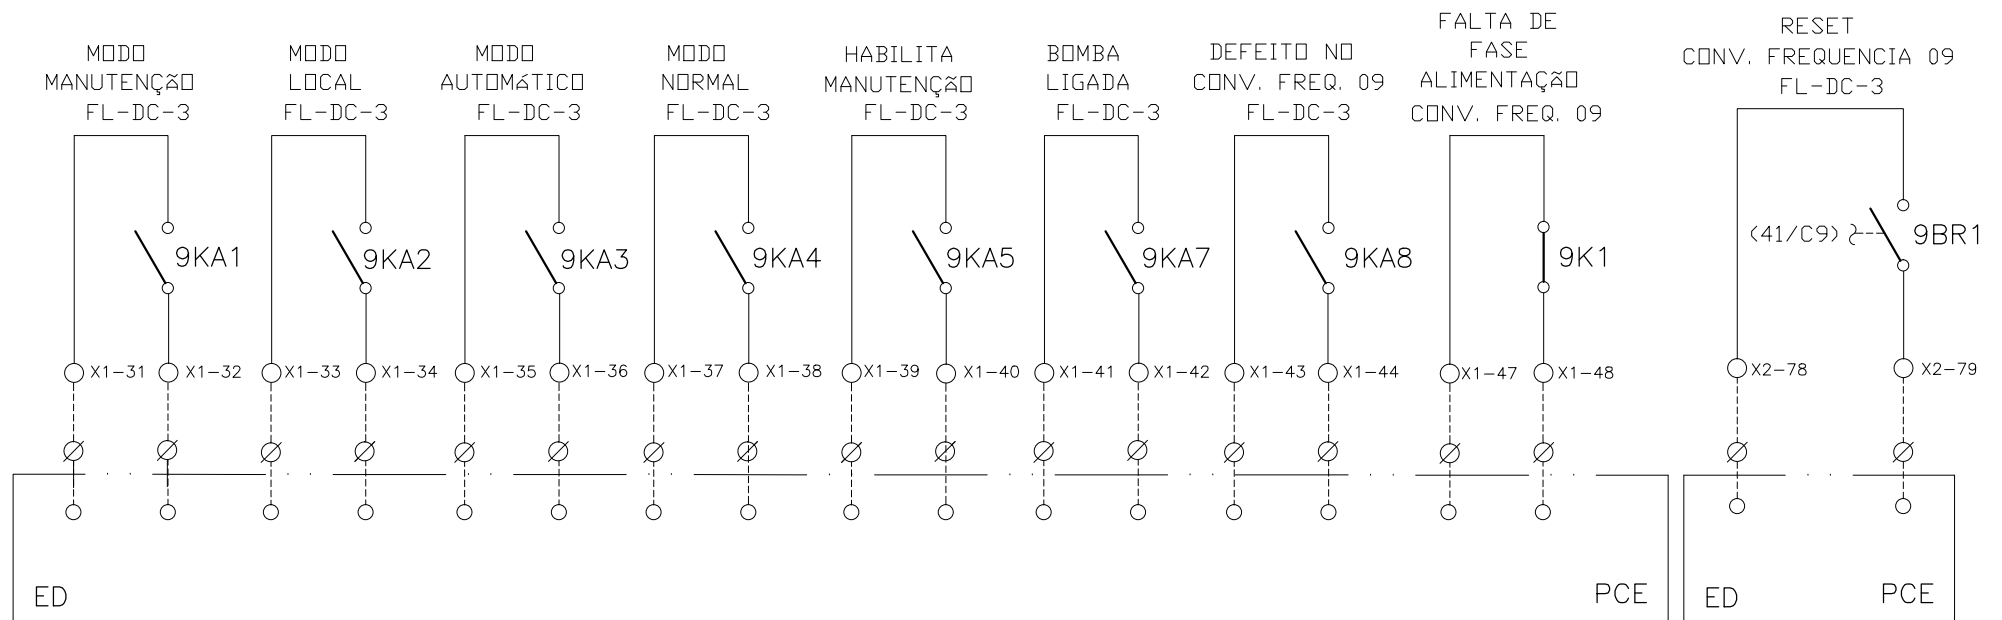 MODO
MANUTENÇÃO
FL-DC-3
MODO
LOCAL
FL-DC-3
MODO
AUTOMáTICO
FL-DC-3
MODO
NORMAL
FL-DC-3
HABILITA
MANUTENÇÃO
FL-DC-3
BOMBA
LIGADA
FL-DC-3
DEFEITO NO
CONV. FREQ. 09
FL-DC-3
FALTA DE
FASE
ALIMENTAÇÃO
CONV. FREQ. 09
RESET
CONV. FREQUENCIA 09
FL-DC-3
9KA1
9KA2
9KA3
9KA4
9KA5
9KA7
9KA8
9K1
(41/C9)
9BR1
X1-31
X1-32
X1-33
X1-34
X1-35
X1-36
X1-37
X1-38
X1-39
X1-40
X1-41
X1-42
X1-43
X1-44
X1-47
X1-48
X2-78
X2-79
ED
PCE
ED
PCE